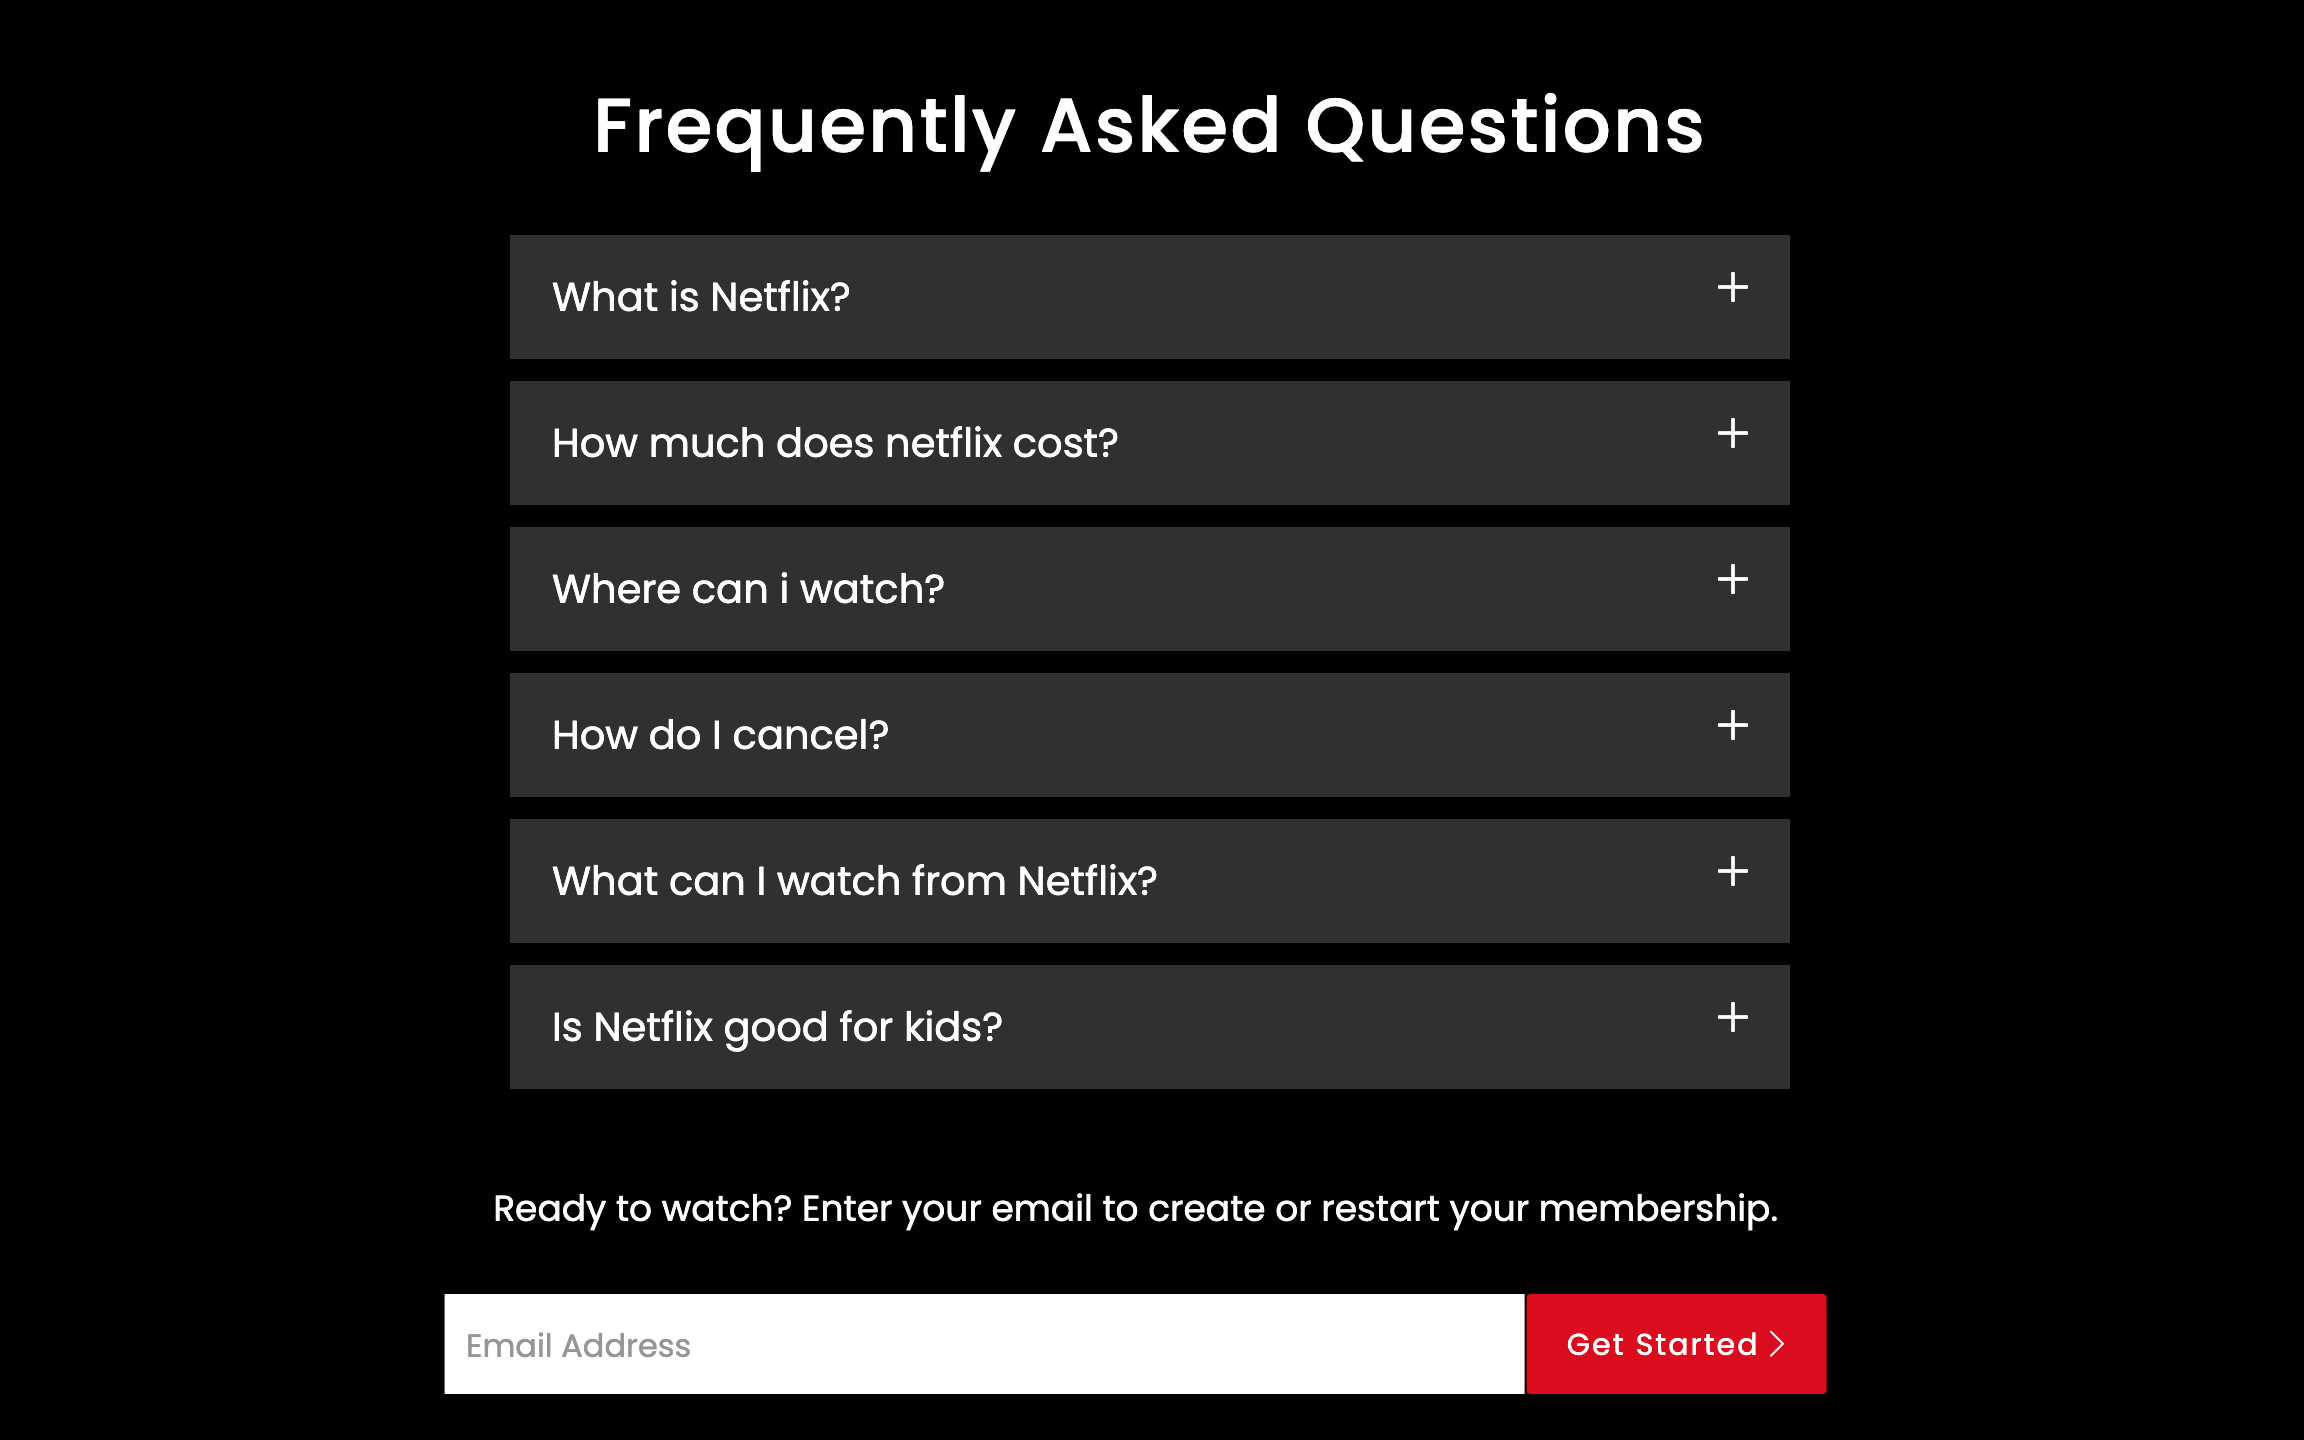 Frequently Asked Questions
What is Netflix?
How much does netflix cost?
Where can i watch?
How do I cancel?
What can I watch from Netflix?
Is Netflix good for kids?
Ready to watch? Enter your email to create or restart your membership.
Email Address
Get Started